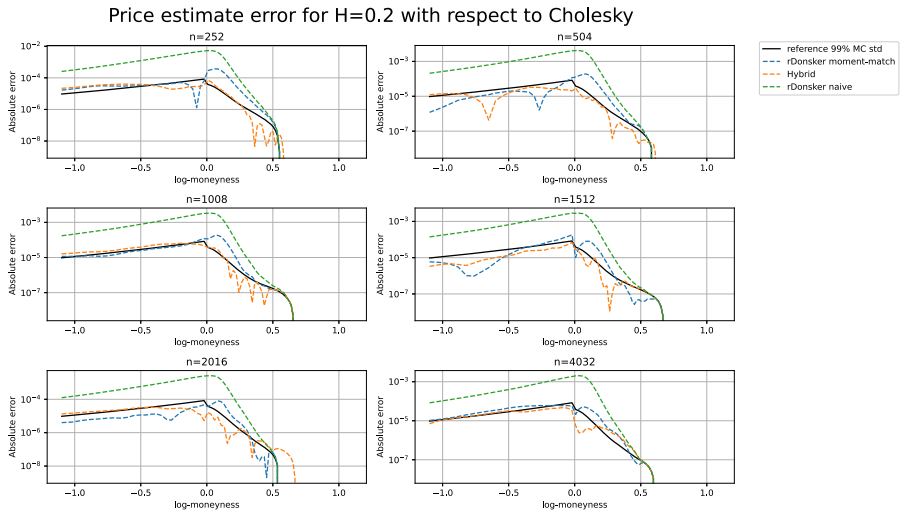 Price estimate error for H=0.2 with respect to Cholesky
n=252
Absolute error
10⁻²
10⁻⁴
10⁻⁶
10⁻⁸
−1.0 −0.5 0.0 0.5 1.0
log-moneyness
n=504
Absolute error
10⁻³
10⁻⁵
10⁻⁷
−1.0 −0.5 0.0 0.5 1.0
log-moneyness
reference 99% MC std
rDonsker moment-match
Hybrid
rDonsker naive
n=1008
Absolute error
10⁻³
10⁻⁵
10⁻⁷
−1.0 −0.5 0.0 0.5 1.0
log-moneyness
n=1512
Absolute error
10⁻³
10⁻⁵
10⁻⁷
−1.0 −0.5 0.0 0.5 1.0
log-moneyness
n=2016
Absolute error
10⁻⁴
10⁻⁶
10⁻⁸
−1.0 −0.5 0.0 0.5 1.0
log-moneyness
n=4032
Absolute error
10⁻³
10⁻⁵
10⁻⁷
−1.0 −0.5 0.0 0.5 1.0
log-moneyness